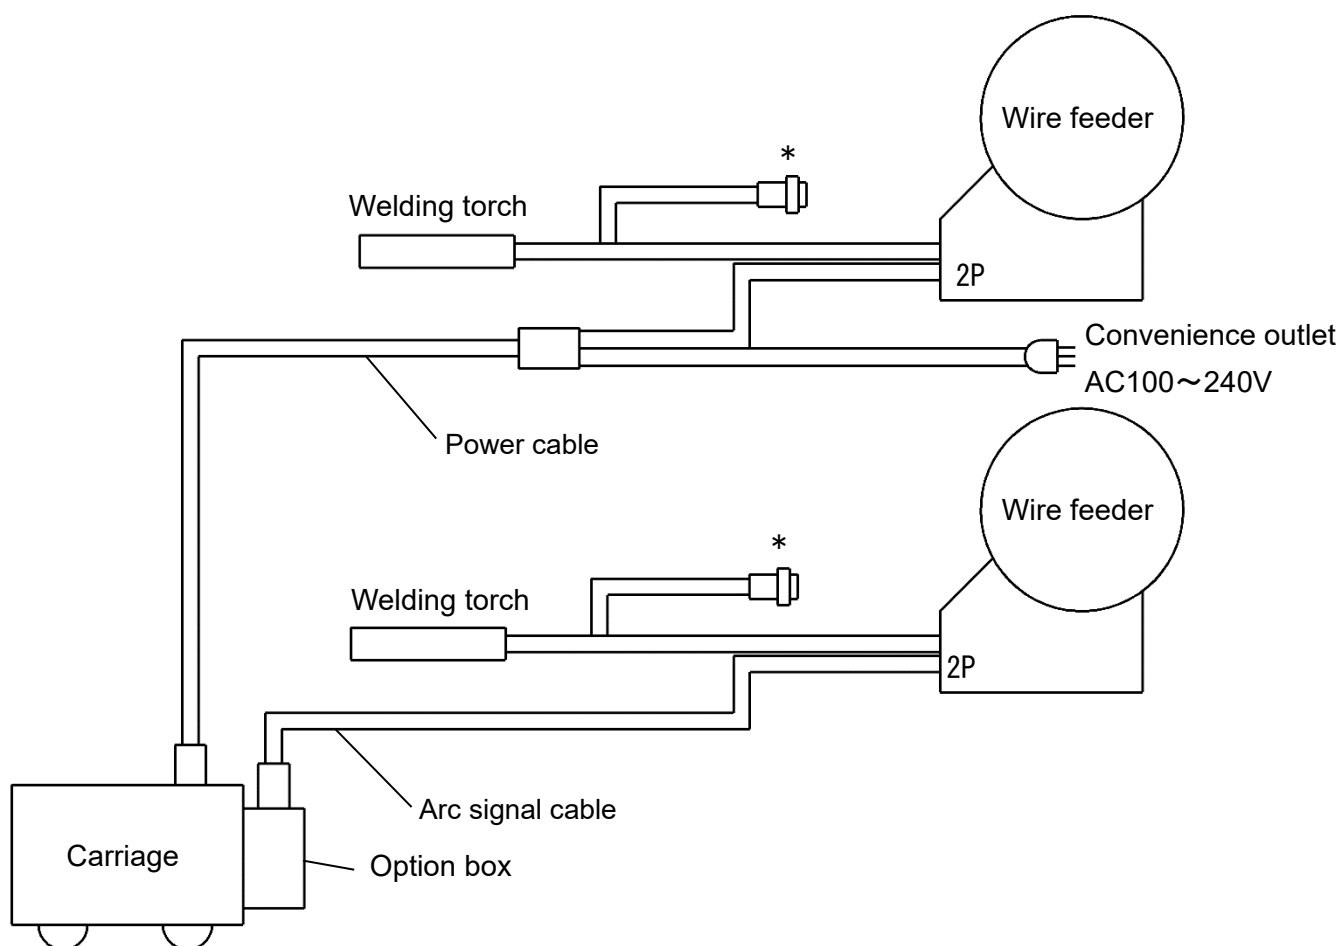 Wire feeder
*
Welding torch
2P
Convenience outlet
AC100～240V
Power cable
Wire feeder
*
Welding torch
2P
Arc signal cable
Carriage
Option box